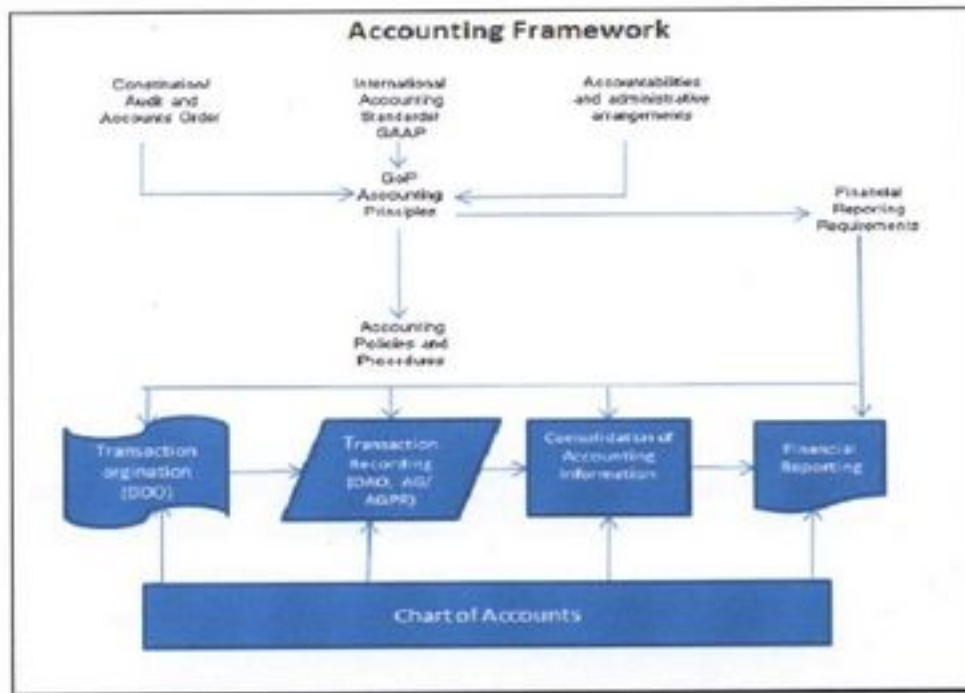 Accounting Framework
Constitution/
Audit and
Accounts Order
International
Accounting
Standards/
GAAP
Accountabilities
and administrative
arrangements
GoP
Accounting
Principles
Financial
Reporting
Requirements
Accounting
Policies and
Procedures
Transaction
orgination
(DDO)
Transaction
Recording
(DAO, AG/
AGPR)
Consolidation of
Accounting
Information
Financial
Reporting
Chart of Accounts